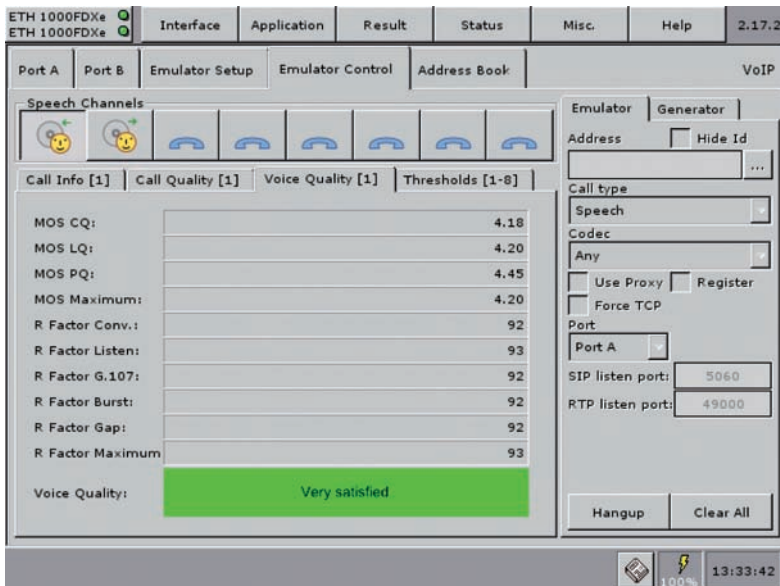 ETH 1000FDXe
ETH 1000FDXe
Interface Application Result Status Misc. Help 2.17.2
Port A Port B Emulator Setup Emulator Control Address Book VoIP
Speech Channels
Call Info [1] Call Quality [1] Voice Quality [1] Thresholds [1-8]
MOS CQ: 4.18
MOS LQ: 4.20
MOS PQ: 4.45
MOS Maximum: 4.20
R Factor Conv.: 92
R Factor Listen: 93
R Factor G.107: 92
R Factor Burst: 92
R Factor Gap: 92
R Factor Maximum 93
Voice Quality: Very satisfied
Emulator Generator
Address Hide Id
...
Call type
Speech
Codec
Any
Use Proxy Register
Force TCP
Port
Port A
SIP listen port: 5060
RTP listen port: 49000
Hangup Clear All
100% 13:33:42